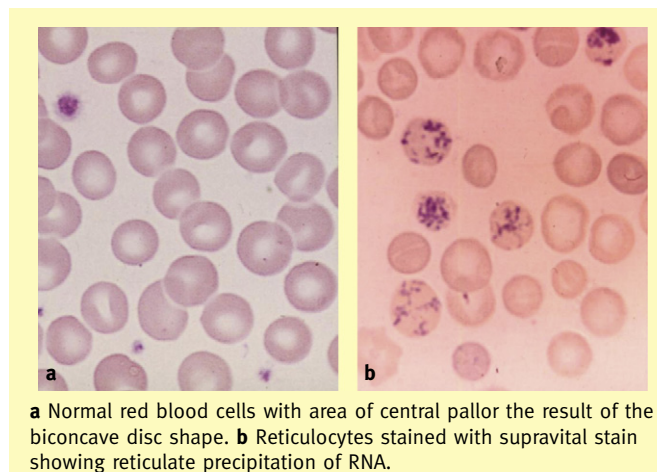 a
b
a Normal red blood cells with area of central pallor the result of the
biconcave disc shape. b Reticulocytes stained with supravital stain
showing reticulate precipitation of RNA.